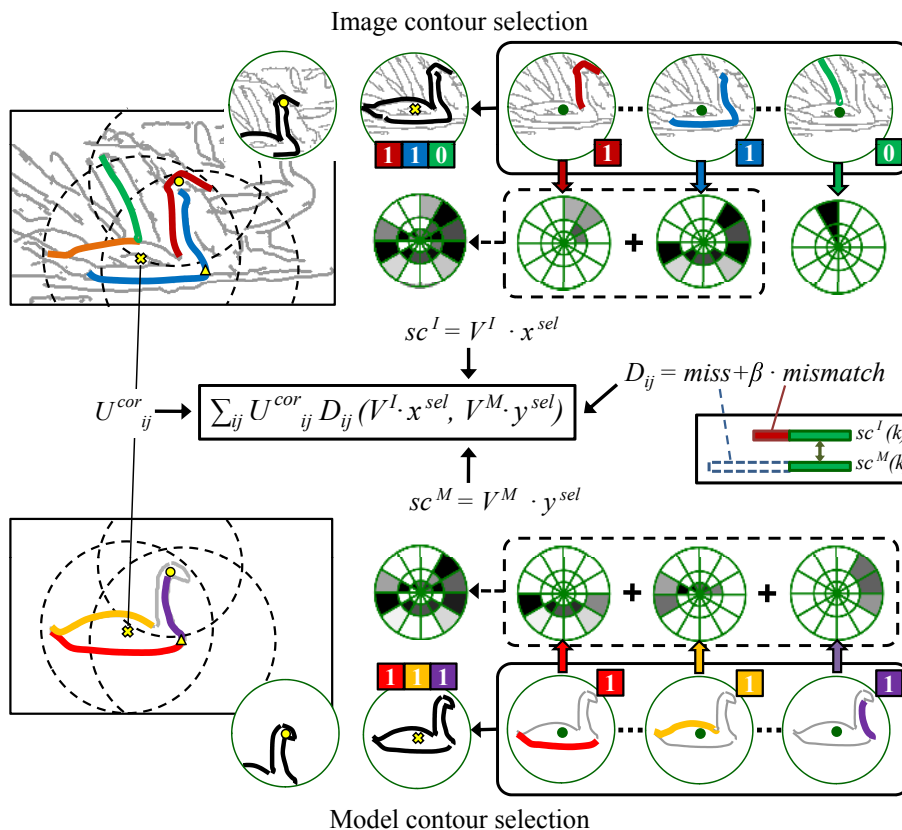 Image contour selection
1 1 0
1 1 0
+
sc^I = V^I · x^sel
D_ij = miss+β · mismatch
U^cor_ij
∑_ij U^cor_ij D_ij (V^I · x^sel, V^M · y^sel)
sc^I (k
sc^M (k
sc^M = V^M · y^sel
+ +
1 1 1
1 1 1
Model contour selection